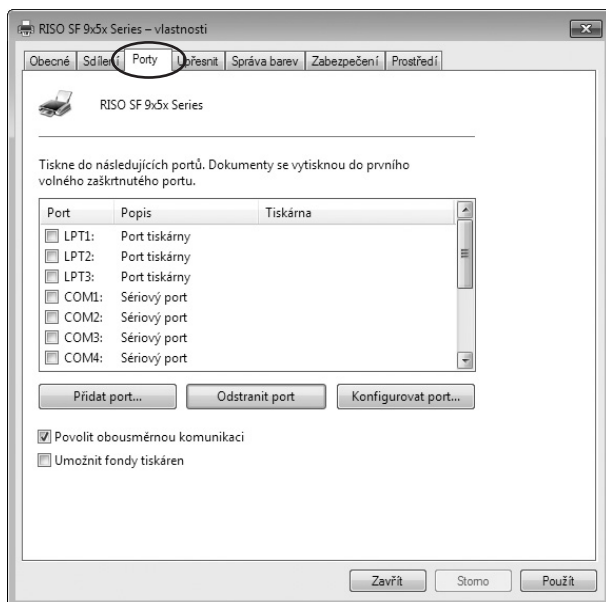 RISO SF 9x5x Series – vlastnosti
Obecné Sdílení Porty Upřesnit Správa barev Zabezpečení Prostředí
RISO SF 9x5x Series
Tiskne do následujících portů. Dokumenty se vytisknou do prvního
volného zaškrtnutého portu.
Port Popis Tiskárna
LPT1: Port tiskárny
LPT2: Port tiskárny
LPT3: Port tiskárny
COM1: Sériový port
COM2: Sériový port
COM3: Sériový port
COM4: Sériový port
Přidat port... Odstranit port Konfigurovat port...
Povolit obousměrnou komunikaci
Umožnit fondy tiskáren
Zavřít Storno Použít